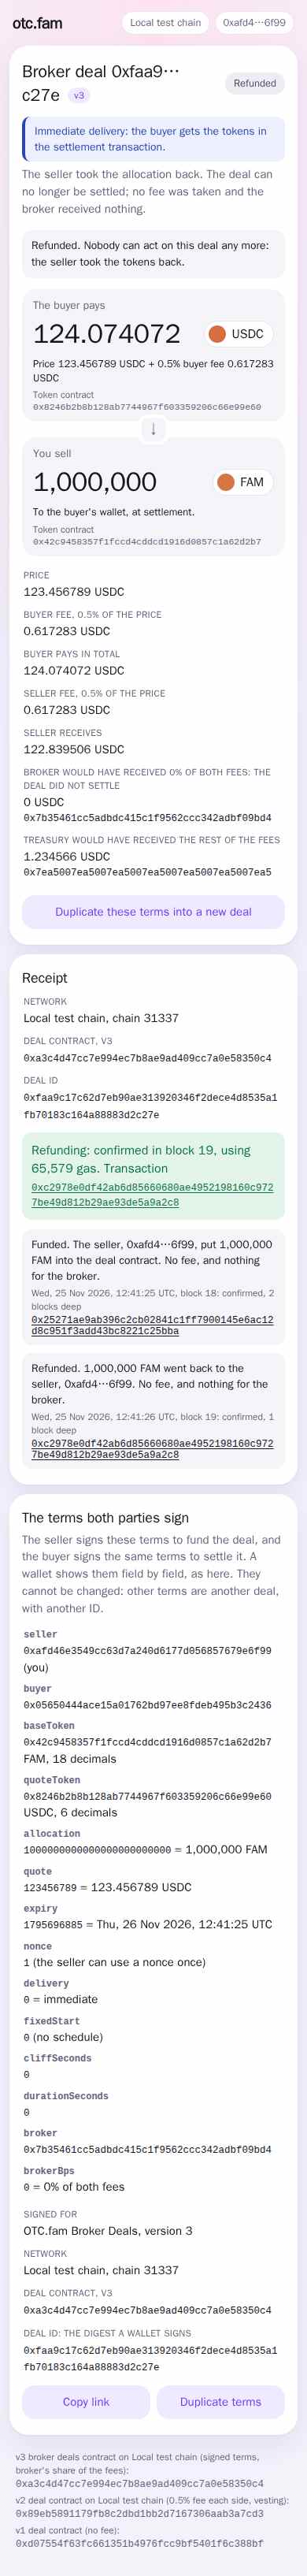 otc.fam
Local test chain
0xafd4…6f99
Broker deal 0xfaa9…
c27e
v3
Refunded
Immediate delivery: the buyer gets the tokens in
the settlement transaction.
The seller took the allocation back. The deal can
no longer be settled; no fee was taken and the
broker received nothing.
Refunded. Nobody can act on this deal any more:
the seller took the tokens back.
The buyer pays
124.074072
USDC
Price 123.456789 USDC + 0.5% buyer fee 0.617283
USDC
Token contract
0x8246b2b8b128ab7744967f603359206c66e99e60
↓
You sell
1,000,000
FAM
To the buyer's wallet, at settlement.
Token contract
0x42c9458357f1fccd4cddcd1916d0857c1a62d2b7
PRICE
123.456789 USDC
BUYER FEE, 0.5% OF THE PRICE
0.617283 USDC
BUYER PAYS IN TOTAL
124.074072 USDC
SELLER FEE, 0.5% OF THE PRICE
0.617283 USDC
SELLER RECEIVES
122.839506 USDC
BROKER WOULD HAVE RECEIVED 0% OF BOTH FEES: THE
DEAL DID NOT SETTLE
0 USDC
0x7b35461cc5adbdc415c1f9562ccc342adbf09bd4
TREASURY WOULD HAVE RECEIVED THE REST OF THE FEES
1.234566 USDC
0x7ea5007ea5007ea5007ea5007ea5007ea5007ea5
Duplicate these terms into a new deal
Receipt
NETWORK
Local test chain, chain 31337
DEAL CONTRACT, V3
0xa3c4d47cc7e994ec7b8ae9ad409cc7a0e58350c4
DEAL ID
0xfaa9c17c62d7eb90ae313920346f2dece4d8535a1
fb70183c164a88883d2c27e
Refunding: confirmed in block 19, using
65,579 gas. Transaction
0xc2978e0df42ab6d85660680ae4952198160c972
7be49d812b29ae93de5a9a2c8
Funded. The seller, 0xafd4…6f99, put 1,000,000
FAM into the deal contract. No fee, and nothing
for the broker.
Wed, 25 Nov 2026, 12:41:25 UTC, block 18: confirmed, 2
blocks deep
0x25271ae9ab396c2cb02841c1ff7900145e6ac12
d8c951f3add43bc8221c25bba
Refunded. 1,000,000 FAM went back to the
seller, 0xafd4…6f99. No fee, and nothing for the
broker.
Wed, 25 Nov 2026, 12:41:26 UTC, block 19: confirmed, 1
block deep
0xc2978e0df42ab6d85660680ae4952198160c972
7be49d812b29ae93de5a9a2c8
The terms both parties sign
The seller signs these terms to fund the deal, and
the buyer signs the same terms to settle it. A
wallet shows them field by field, as here. They
cannot be changed: other terms are another deal,
with another ID.
seller
0xafd46e3549cc63d7a240d6177d056857679e6f99
(you)
buyer
0x05650444ace15a01762bd97ee8fdeb495b3c2436
baseToken
0x42c9458357f1fccd4cddcd1916d0857c1a62d2b7
FAM, 18 decimals
quoteToken
0x8246b2b8b128ab7744967f603359206c66e99e60
USDC, 6 decimals
allocation
1000000000000000000000000 = 1,000,000 FAM
quote
123456789 = 123.456789 USDC
expiry
1795696885 = Thu, 26 Nov 2026, 12:41:25 UTC
nonce
1 (the seller can use a nonce once)
delivery
0 = immediate
fixedStart
0 (no schedule)
cliffSeconds
0
durationSeconds
0
broker
0x7b35461cc5adbdc415c1f9562ccc342adbf09bd4
brokerBps
0 = 0% of both fees
SIGNED FOR
OTC.fam Broker Deals, version 3
NETWORK
Local test chain, chain 31337
DEAL CONTRACT, V3
0xa3c4d47cc7e994ec7b8ae9ad409cc7a0e58350c4
DEAL ID: THE DIGEST A WALLET SIGNS
0xfaa9c17c62d7eb90ae313920346f2dece4d8535a1
fb70183c164a88883d2c27e
Copy link
Duplicate terms
v3 broker deals contract on Local test chain (signed terms,
broker's share of the fees):
0xa3c4d47cc7e994ec7b8ae9ad409cc7a0e58350c4
v2 deal contract on Local test chain (0.5% fee each side, vesting):
0x89eb5891179fb8c2dbd1bb2d7167306aab3a7cd3
v1 deal contract (no fee):
0xd07554f63fc661351b4976fcc9bf5401f6c388bf